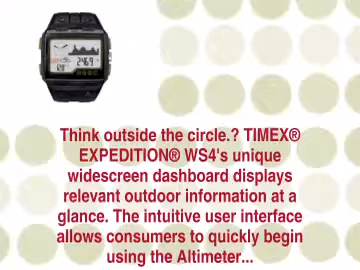 Think outside the circle.? TIMEX®
EXPEDITION® WS4's unique
widescreen dashboard displays
relevant outdoor information at a
glance. The intuitive user interface
allows consumers to quickly begin
using the Altimeter...